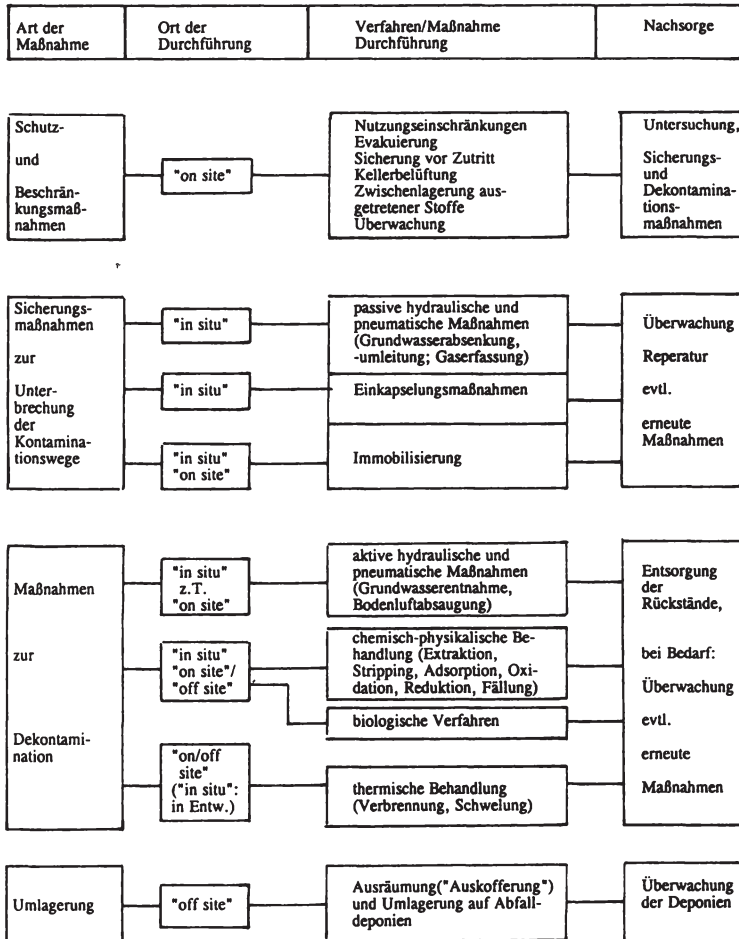 Art der
Maßnahme
Ort der
Durchführung
Verfahren/Maßnahme
Durchführung
Nachsorge
Schutz-
und
Beschrän-
kungsmaß-
nahmen
"on site"
Nutzungseinschränkungen
Evakuierung
Sicherung vor Zutritt
Kellerbelüftung
Zwischenlagerung aus-
getretener Stoffe
Überwachung
Untersuchung,
Sicherungs-
und
Dekontamina-
tions-
maßnahmen
Sicherungs-
maßnahmen
zur
Unter-
brechung
der
Kontamina-
tionswege
"in situ"
passive hydraulische und
pneumatische Maßnahmen
(Grundwasserabsenkung,
-umleitung; Gaserfassung)
"in situ"
Einkapselungsmaßnahmen
"in situ"
"on site"
Immobilisierung
Überwachung
Reperatur
evtl.
erneute
Maßnahmen
Maßnahmen
zur
Dekontami-
nation
"in situ"
z.T.
"on site"
aktive hydraulische und
pneumatische Maßnahmen
(Grundwasserentnahme,
Bodenluftabsaugung)
"in situ"
"on site"/
"off site"
chemisch-physikalische Be-
handlung (Extraktion,
Stripping, Adsorption, Oxi-
dation, Reduktion, Fällung)
biologische Verfahren
"on/off
site"
("in situ":
in Entw.)
thermische Behandlung
(Verbrennung, Schwelung)
Entsorgung
der
Rückstände,
bei Bedarf:
Überwachung
evtl.
erneute
Maßnahmen
Umlagerung
"off site"
Ausräumung("Auskofferung")
und Umlagerung auf Abfall-
deponien
Überwachung
der Deponien